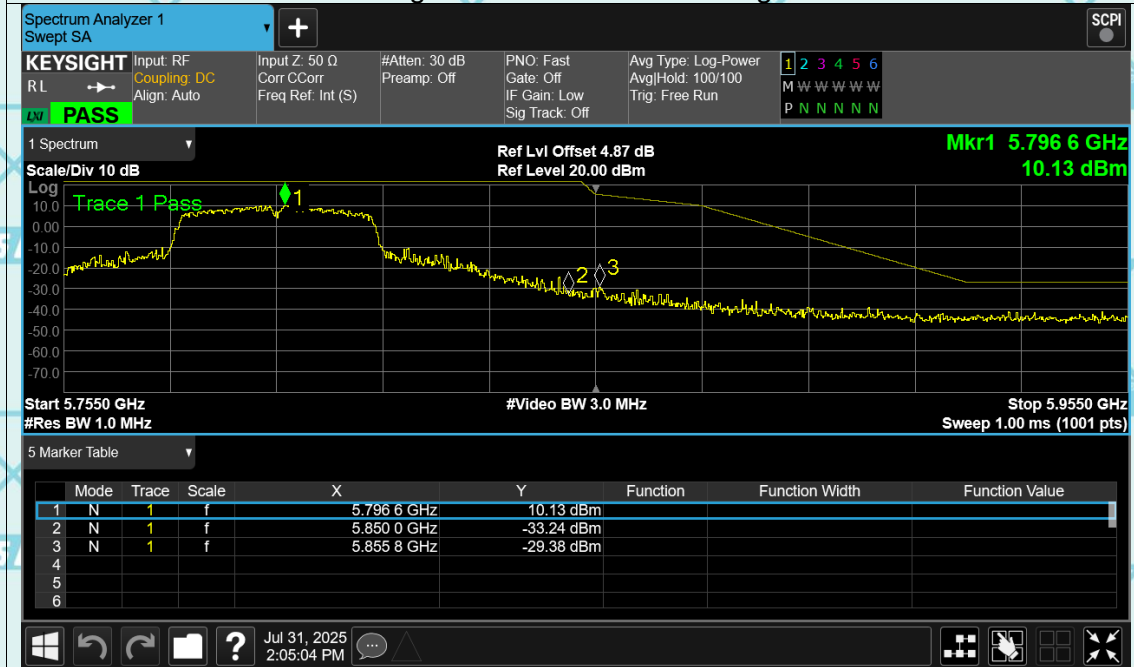 Spectrum Analyzer 1
Swept SA
+
SCPI
KEYSIGHT
RL
LXI PASS
Input: RF
Coupling: DC
Align: Auto
Input Z: 50 Ω
Corr CCorr
Freq Ref: Int (S)
#Atten: 30 dB
Preamp: Off
PNO: Fast
Gate: Off
IF Gain: Low
Sig Track: Off
Avg Type: Log-Power
Avg|Hold: 100/100
Trig: Free Run
1 2 3 4 5 6
M W W W W W
P N N N N N
1 Spectrum
Scale/Div 10 dB
Ref Lvl Offset 4.87 dB
Ref Level 20.00 dBm
Mkr1 5.796 6 GHz
10.13 dBm
Log
Trace 1 Pass
1
2
3
10.0
0.00
-10.0
-20.0
-30.0
-40.0
-50.0
-60.0
-70.0
Start 5.7550 GHz
#Res BW 1.0 MHz
#Video BW 3.0 MHz
Stop 5.9550 GHz
Sweep 1.00 ms (1001 pts)
5 Marker Table
Mode Trace Scale X Y Function Function Width Function Value
1 N 1 f 5.796 6 GHz 10.13 dBm
2 N 1 f 5.850 0 GHz -33.24 dBm
3 N 1 f 5.855 8 GHz -29.38 dBm
4
5
6
?
Jul 31, 2025
2:05:04 PM